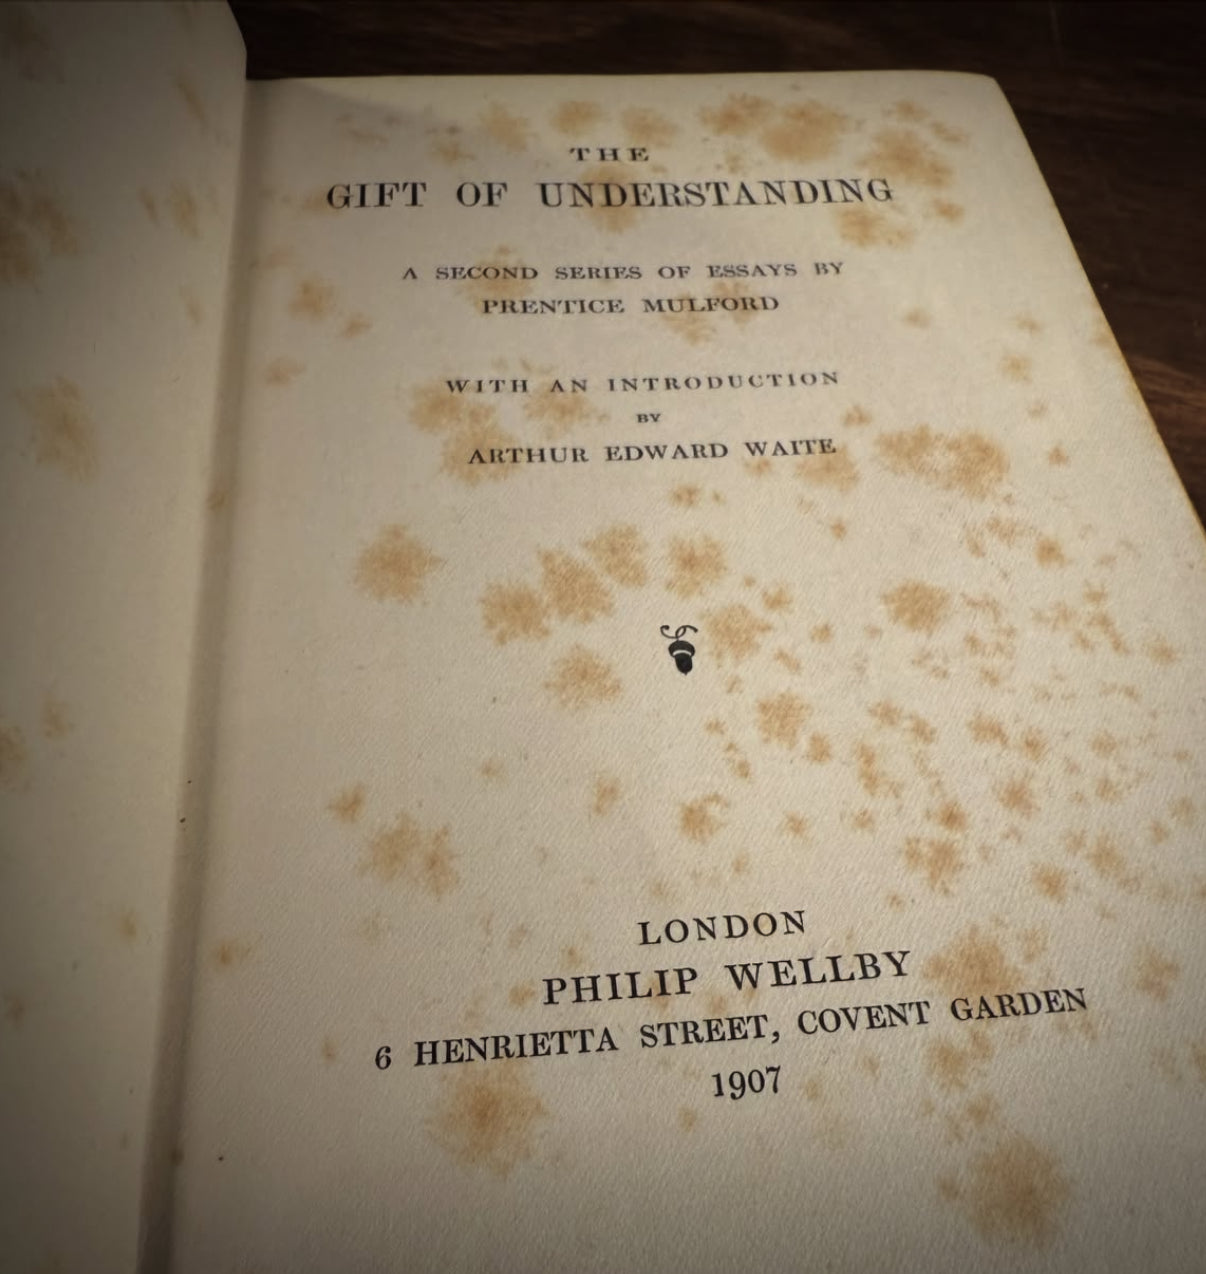 THE
GIFT OF UNDERSTANDING
A SECOND SERIES OF ESSAYS BY
PRENTICE MULFORD
WITH AN INTRODUCTION
BY
ARTHUR EDWARD WAITE
LONDON
PHILIP WELLBY
6 HENRIETTA STREET, COVENT GARDEN
1907